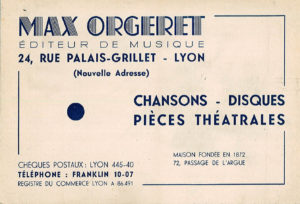 MAX ORGERET
ÉDITEUR DE MUSIQUE
24, RUE PALAIS-GRILLET - LYON
(Nouvelle Adresse)
CHANSONS - DISQUES
PIÈCES THÉATRALES
CHÈQUES POSTAUX : LYON 445-40
TÉLÉPHONE : FRANKLIN 10-07
REGISTRE DU COMMERCE LYON A 86.491
MAISON FONDÉE EN 1872
72, PASSAGE DE L'ARGUE